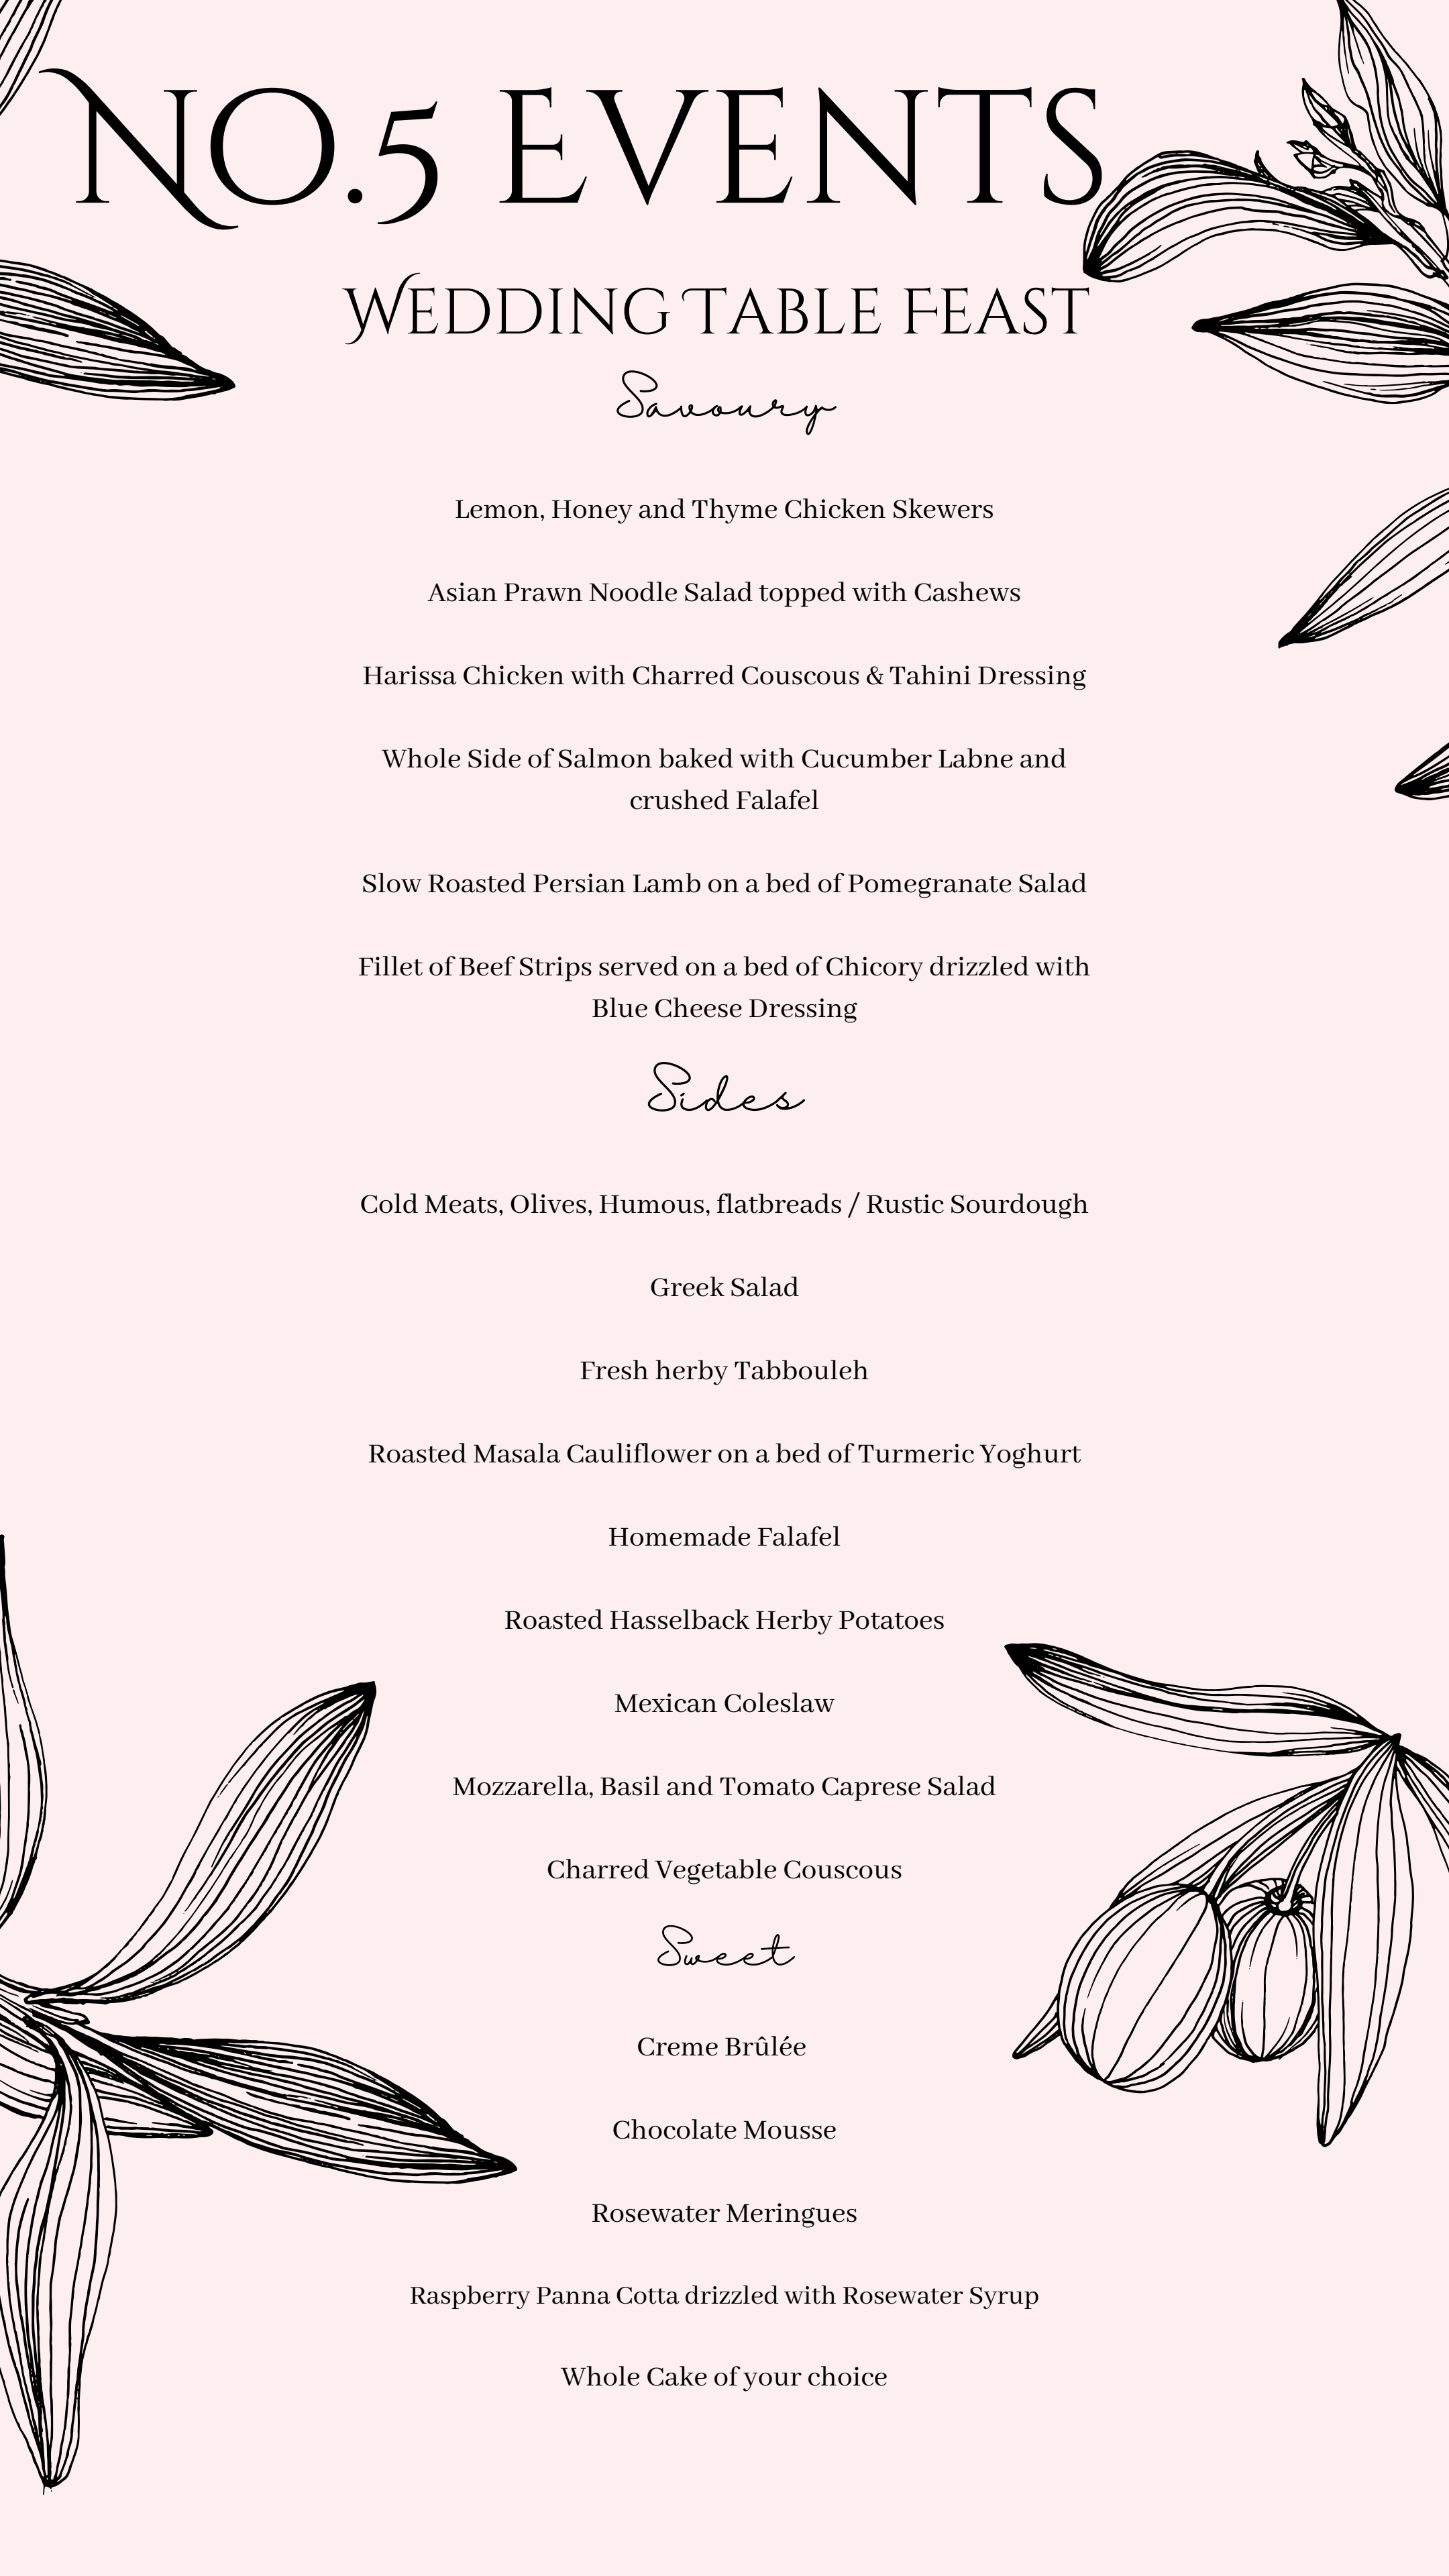 No.5 Events
Wedding Table Feast
Savoury
Lemon, Honey and Thyme Chicken Skewers
Asian Prawn Noodle Salad topped with Cashews
Harissa Chicken with Charred Couscous & Tahini Dressing
Whole Side of Salmon baked with Cucumber Labne and
crushed Falafel
Slow Roasted Persian Lamb on a bed of Pomegranate Salad
Fillet of Beef Strips served on a bed of Chicory drizzled with
Blue Cheese Dressing
Sides
Cold Meats, Olives, Humous, flatbreads / Rustic Sourdough
Greek Salad
Fresh herby Tabbouleh
Roasted Masala Cauliflower on a bed of Turmeric Yoghurt
Homemade Falafel
Roasted Hasselback Herby Potatoes
Mexican Coleslaw
Mozzarella, Basil and Tomato Caprese Salad
Charred Vegetable Couscous
Sweet
Creme Brûlée
Chocolate Mousse
Rosewater Meringues
Raspberry Panna Cotta drizzled with Rosewater Syrup
Whole Cake of your choice